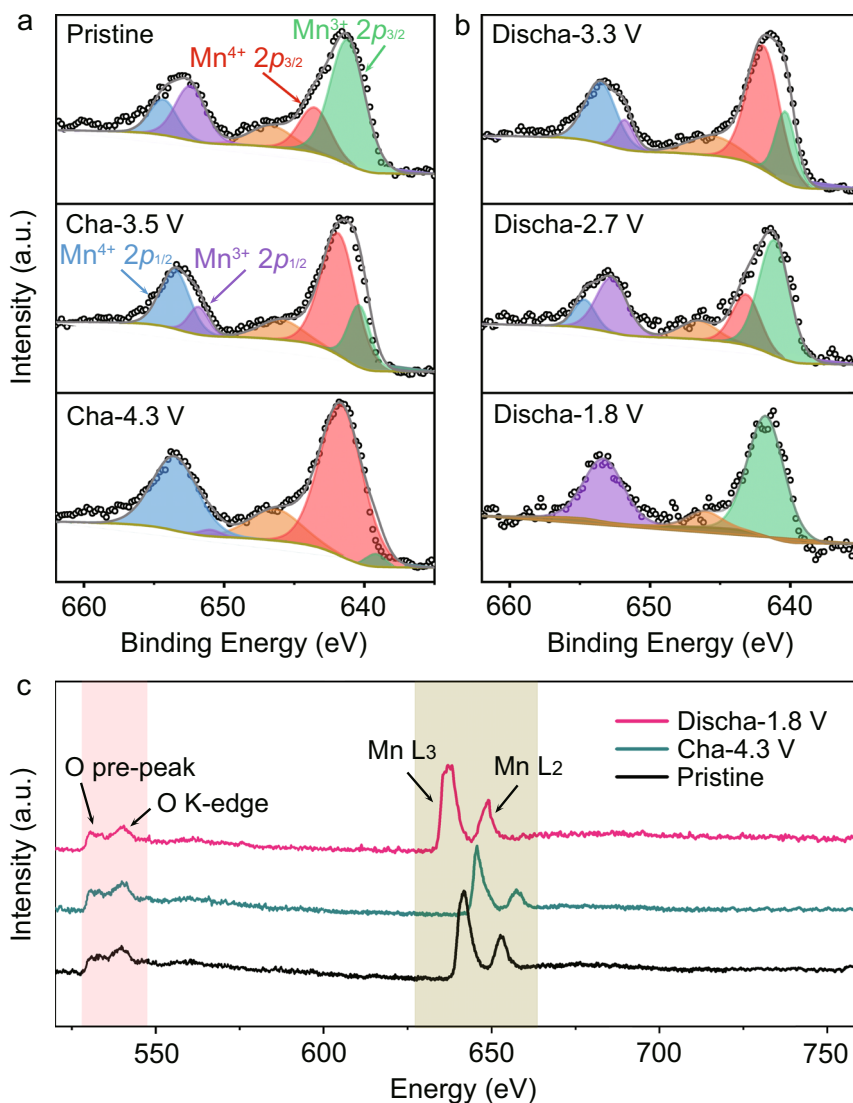 a
Pristine
Mn⁴⁺ 2p₃/₂
Mn³⁺ 2p₃/₂
Cha-3.5 V
Mn⁴⁺ 2p₁/₂
Mn³⁺ 2p₁/₂
Cha-4.3 V
Intensity (a.u.)
660 650 640
Binding Energy (eV)
b
Discha-3.3 V
Discha-2.7 V
Discha-1.8 V
660 650 640
Binding Energy (eV)
c
Discha-1.8 V
Cha-4.3 V
Pristine
Mn L₃
Mn L₂
O pre-peak
O K-edge
Intensity (a.u.)
550 600 650 700 750
Energy (eV)